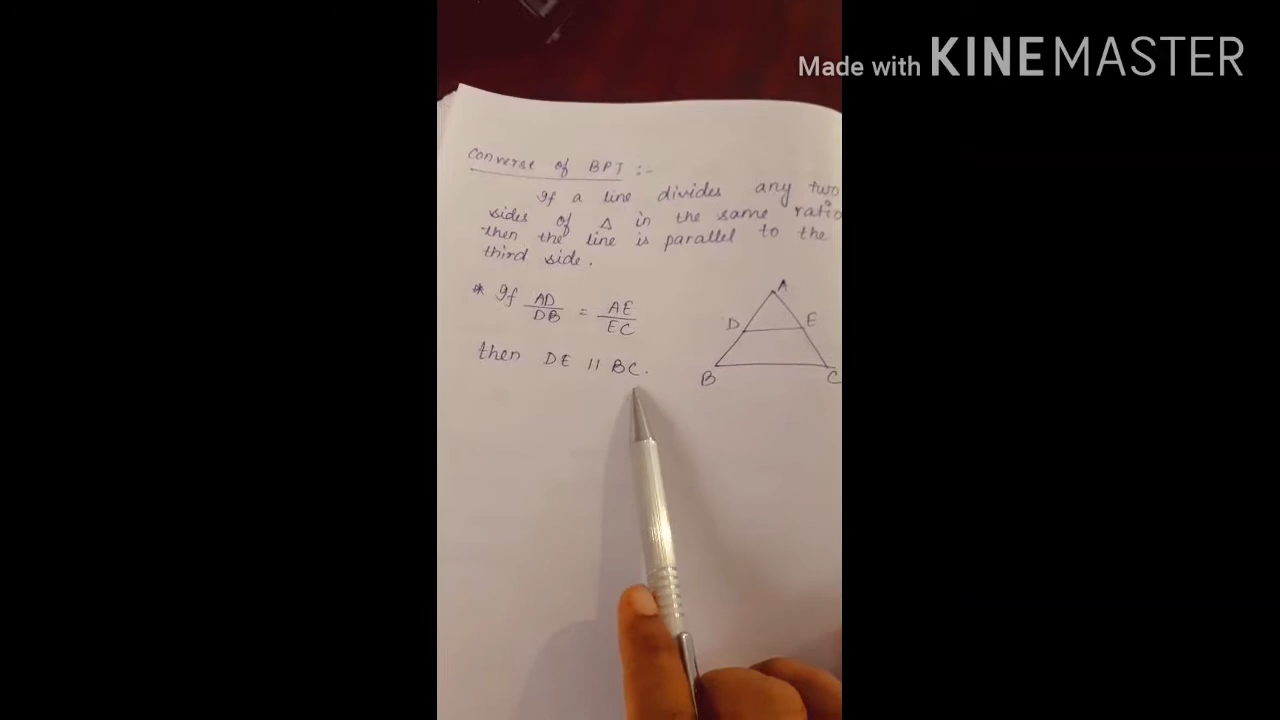 Made with KINEMASTER
Converse of BPT :-
If a line divides any two
sides of Δ in the same ratio
then the line is parallel to the
third side.
* If AD/DB = AE/EC
then DE || BC.
A
D E
B C